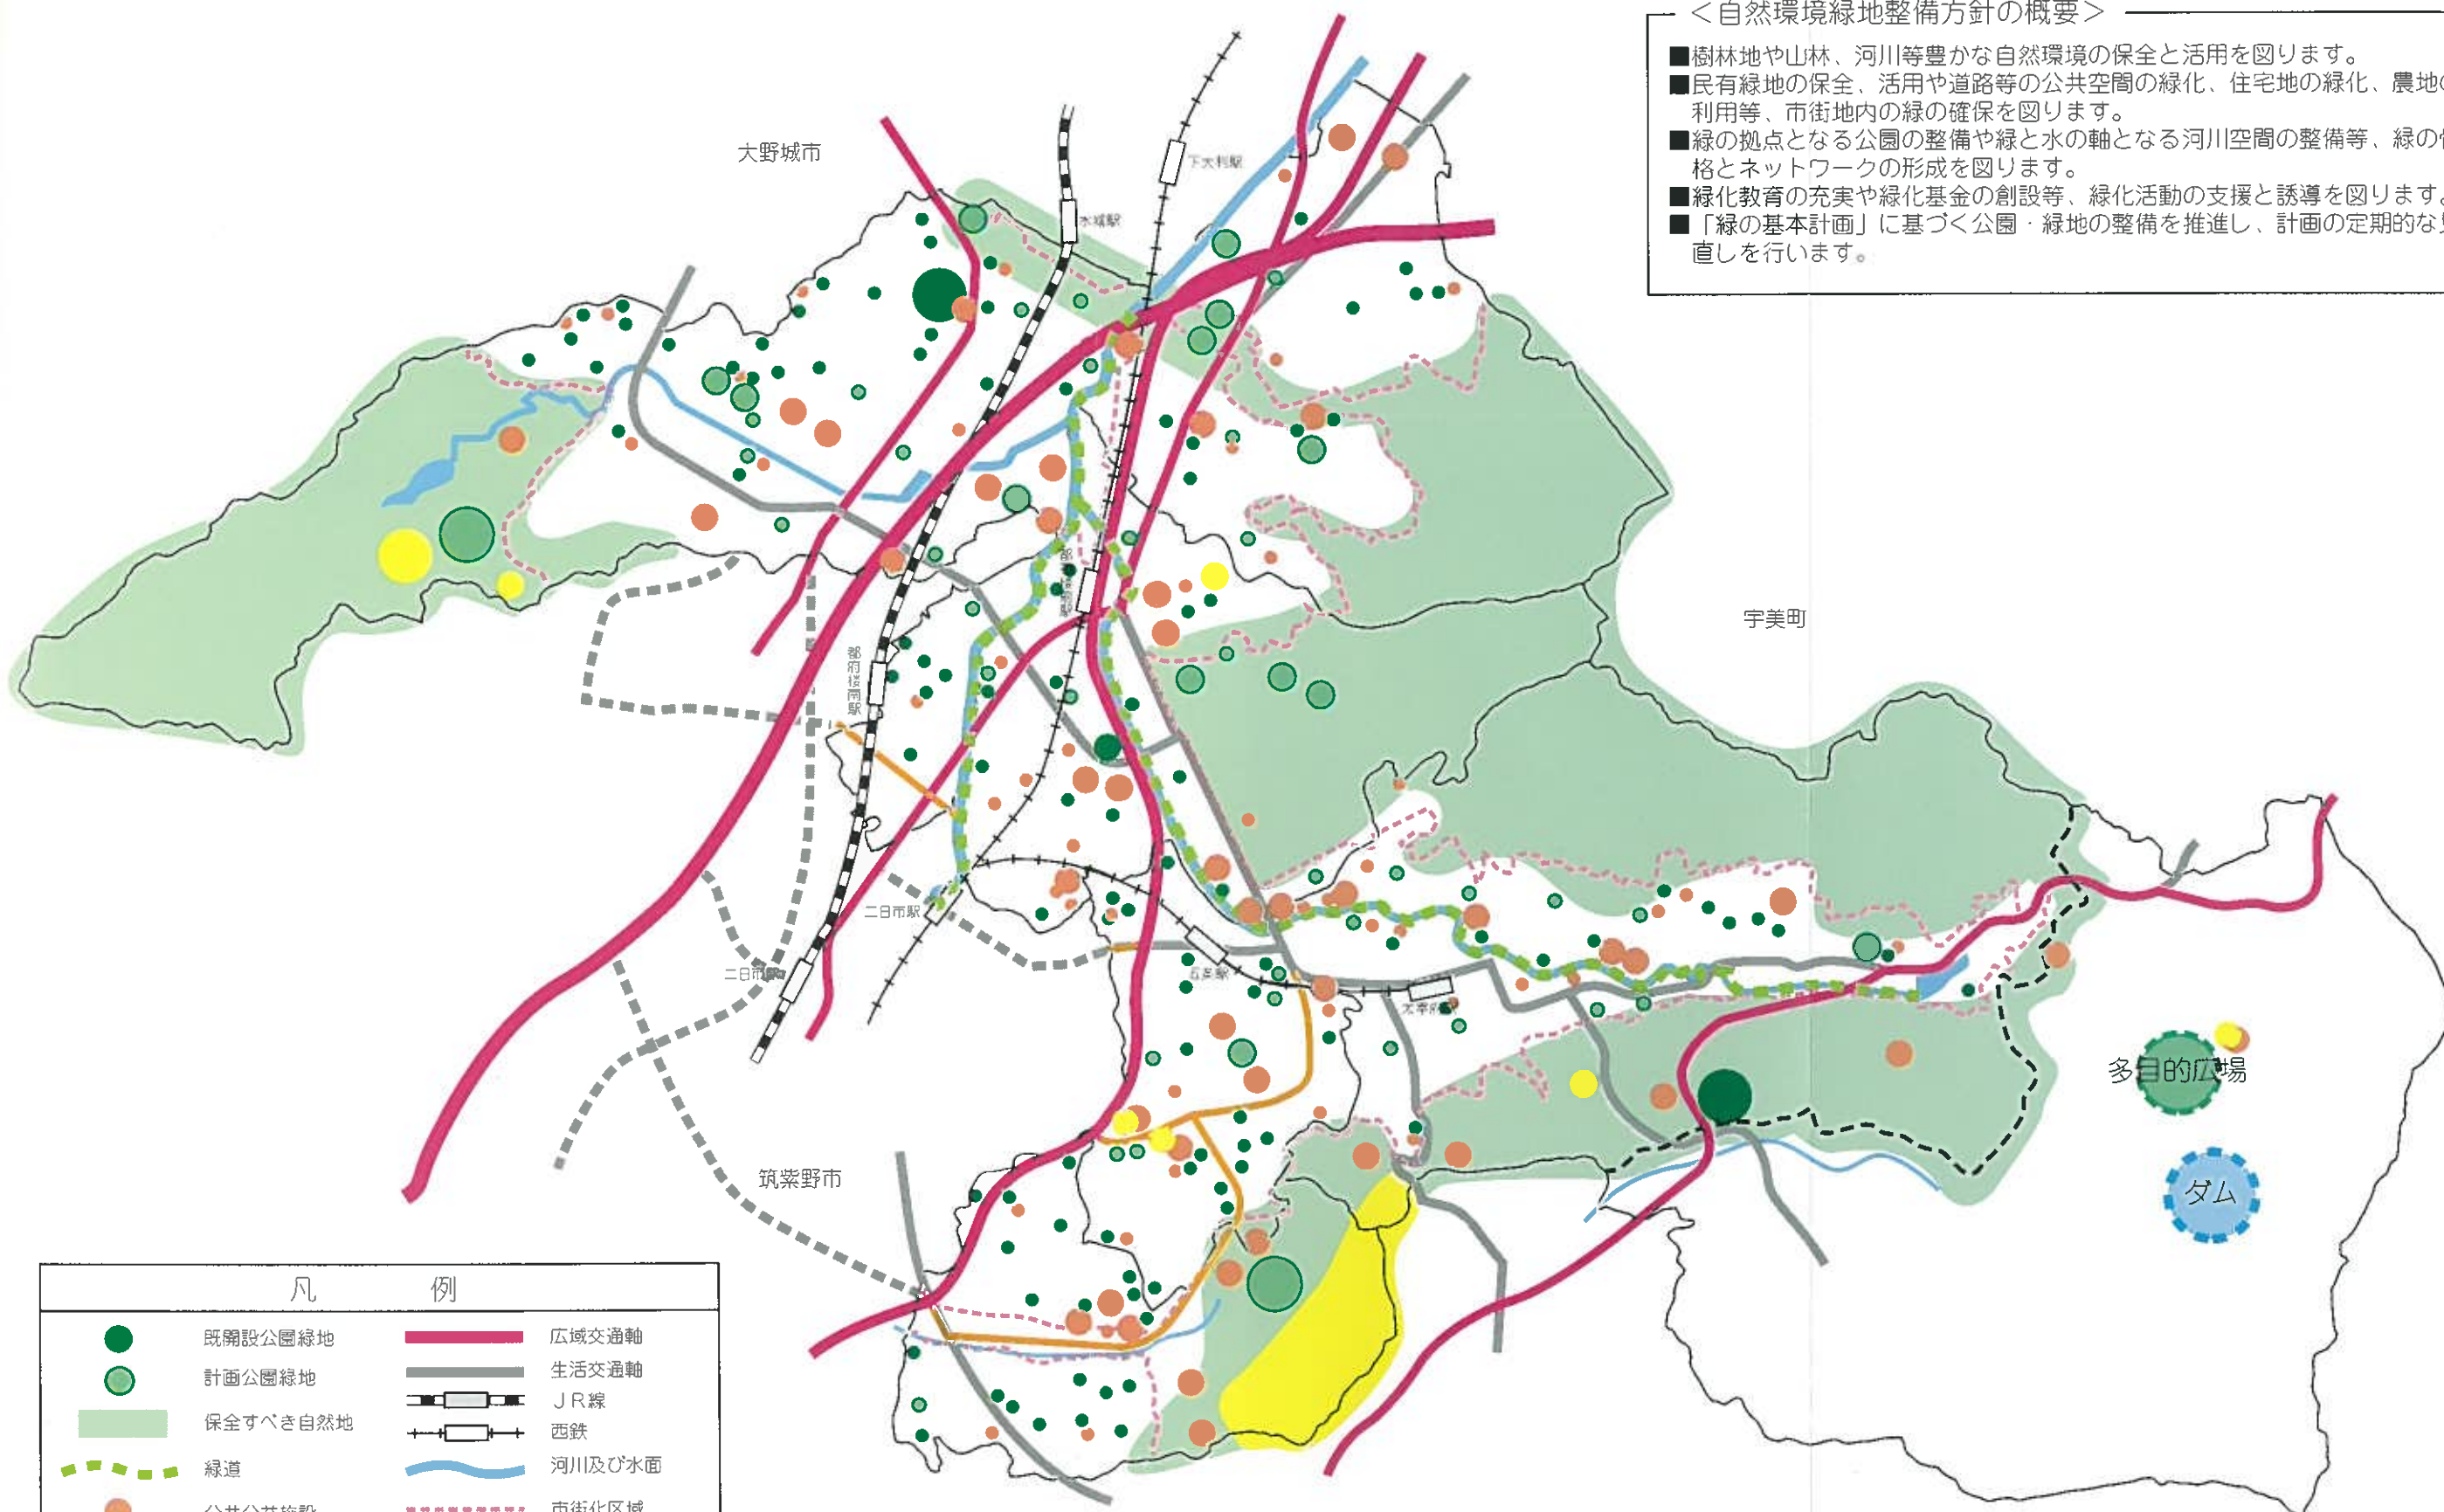 ＜自然環境緑地整備方針の概要＞
■樹林地や山林、河川等豊かな自然環境の保全と活用を図ります。
■民有緑地の保全、活用や道路等の公共空間の緑化、住宅地の緑化、農地の
利用等、市街地内の緑の確保を図ります。
■緑の拠点となる公園の整備や緑と水の軸となる河川空間の整備等、緑の
格とネットワークの形成を図ります。
■緑化教育の充実や緑化基金の創設等、緑化活動の支援と誘導を図ります。
■「緑の基本計画」に基づく公園・緑地の整備を推進し、計画の定期的な
直しを行います。
大野城市
下大利駅
水城駅
宇美町
都府楼南駅
二日市駅
二日市駅
五条駅
太宰府駅
多目的広場
ダム
筑紫野市
凡 例
既開設公園緑地
広域交通軸
計画公園緑地
生活交通軸
保全すべき自然地
ＪＲ線
西鉄
緑道
河川及び水面
公共公益施設
市街化区域